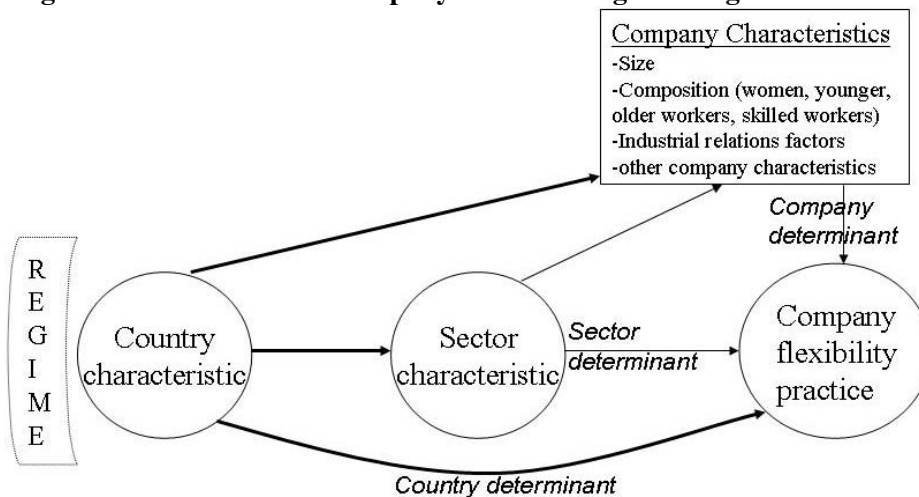 Company Characteristics
-Size
-Composition (women, younger,
older workers, skilled workers)
-Industrial relations factors
-other company characteristics
Company
determinant
R
E
G
I
M
E
Country
characteristic
Sector
characteristic
Sector
determinant
Company
flexibility
practice
Country determinant